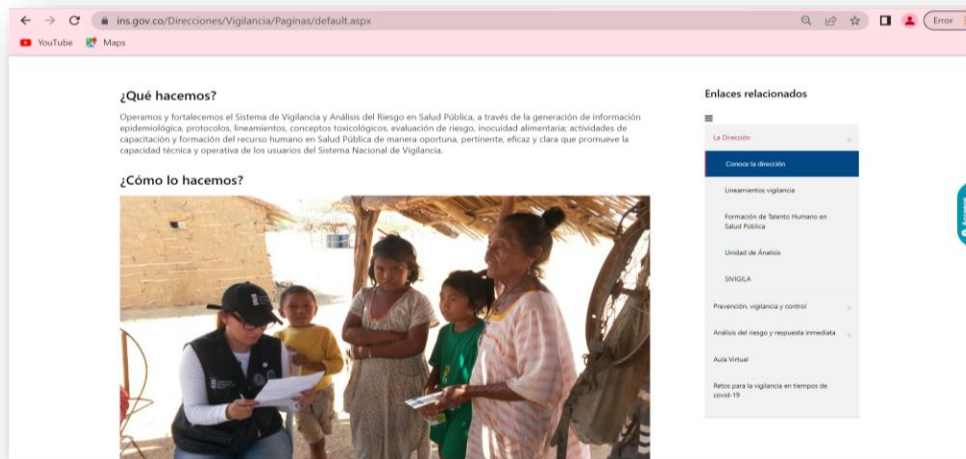 ins.gov.co/Direcciones/Vigilancia/Paginas/default.aspx
Error
YouTube
Maps
¿Qué hacemos?
Operamos y fortalecemos el Sistema de Vigilancia y Análisis del Riesgo en Salud Pública, a través de la generación de información
epidemiológica, protocolos, lineamientos, conceptos toxicológicos, evaluación de riesgo, inocuidad alimentaria; actividades de
capacitación y formación del recurso humano en Salud Pública de manera oportuna, pertinente, eficaz y clara que promueve la
capacidad técnica y operativa de los usuarios del Sistema Nacional de Vigilancia.
¿Cómo lo hacemos?
Enlaces relacionados
La Dirección
Conoce la dirección
Lineamientos vigilancia
Formación de Talento Humano en
Salud Pública
Unidad de Análisis
SIVIGILA
Prevención, vigilancia y control
Análisis del riesgo y respuesta inmediata
Aula Virtual
Retos para la vigilancia en tiempos de
covid-19